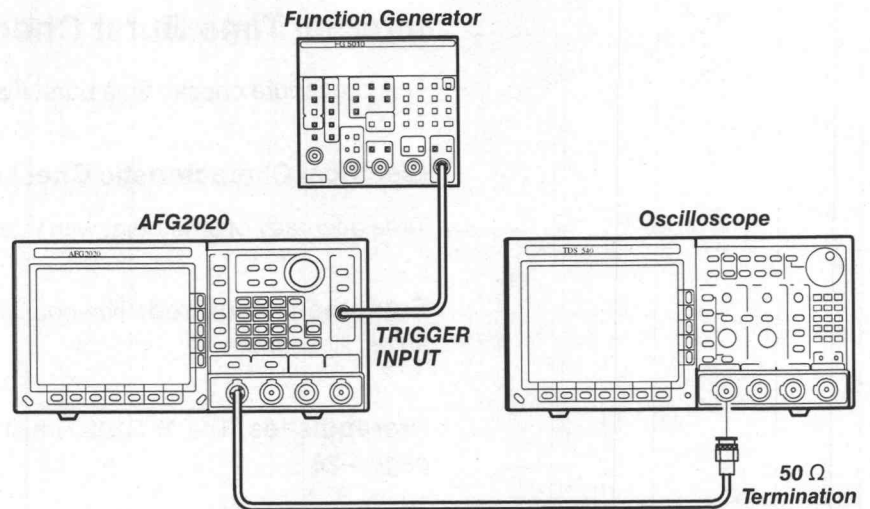 Function Generator
FG 5010
AFG2020
AFG2020
TRIGGER
INPUT
Oscilloscope
TDS 540
50 Ω
Termination